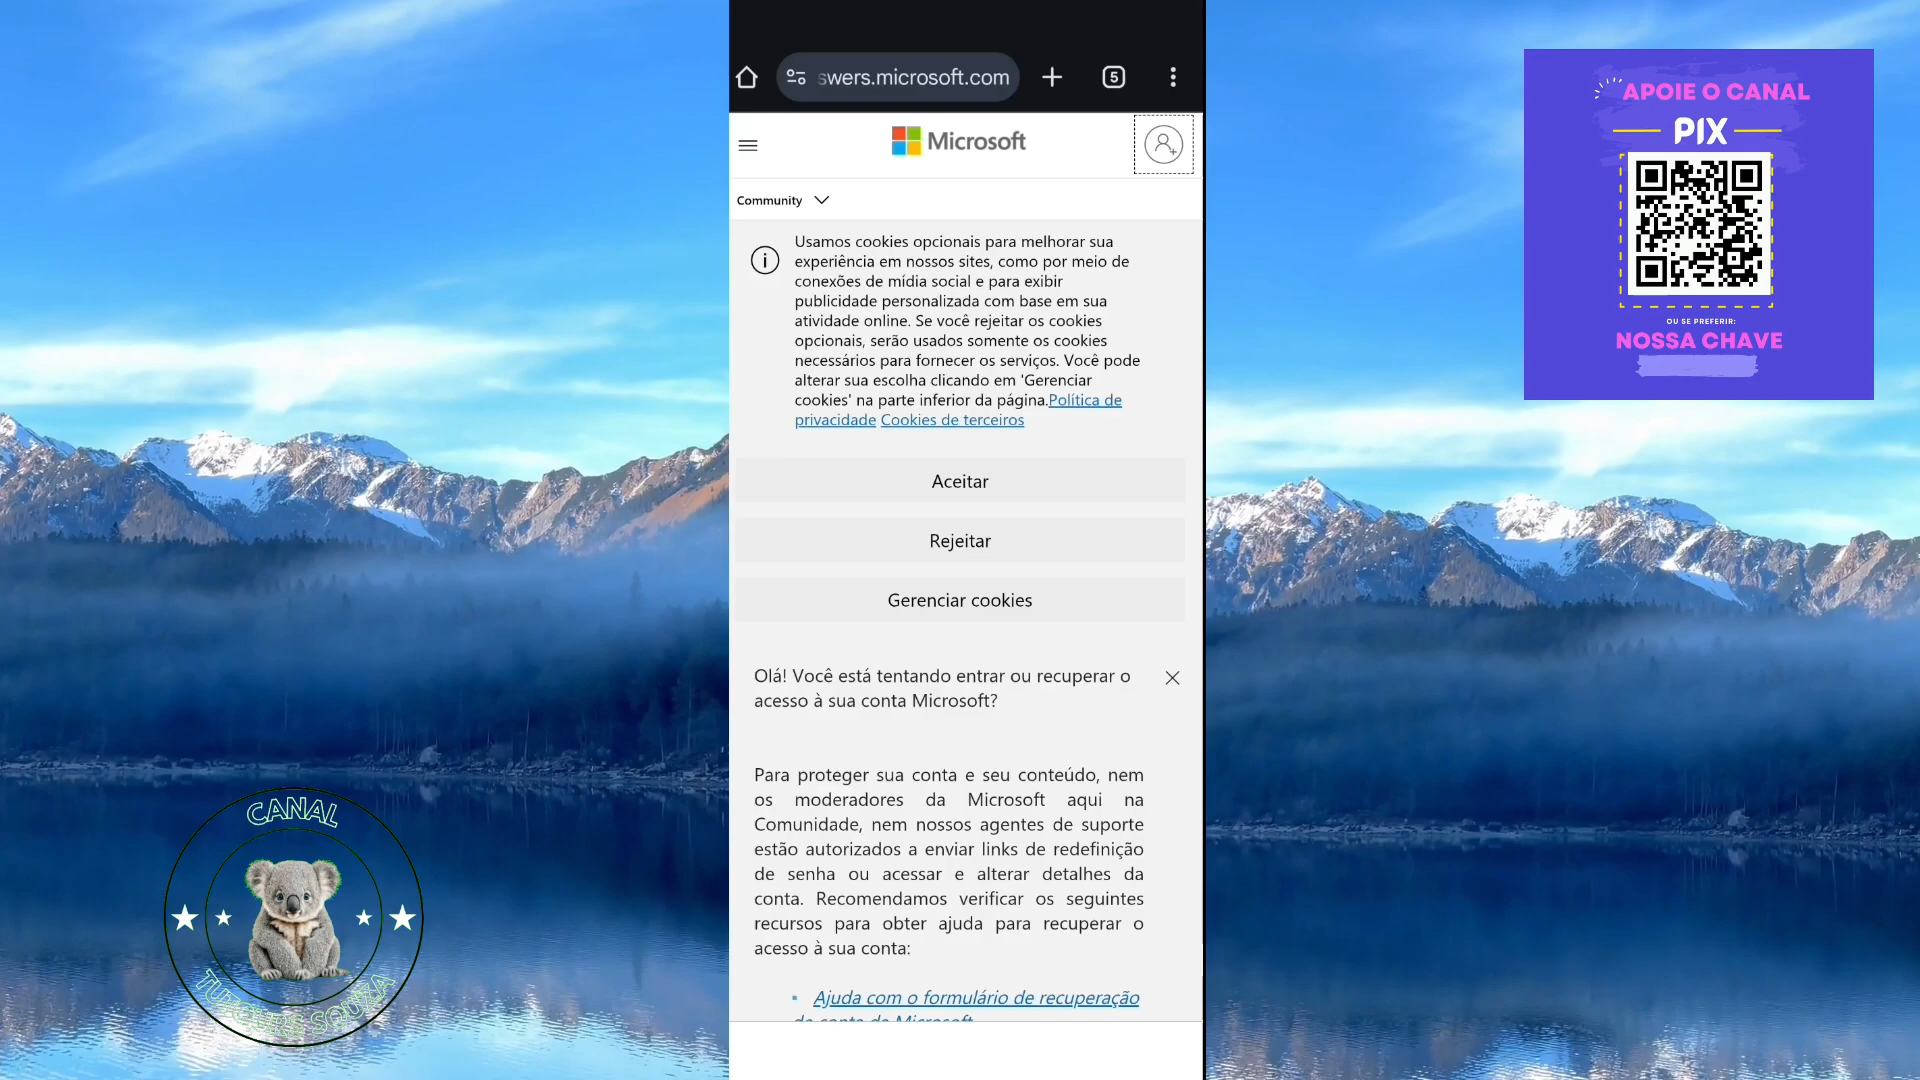 swers.microsoft.com
5
Microsoft
Community
Usamos cookies opcionais para melhorar sua
experiência em nossos sites, como por meio de
conexões de mídia social e para exibir
publicidade personalizada com base em sua
atividade online. Se você rejeitar os cookies
opcionais, serão usados somente os cookies
necessários para fornecer os serviços. Você pode
alterar sua escolha clicando em 'Gerenciar
cookies' na parte inferior da página.Política de
privacidade Cookies de terceiros
Aceitar
Rejeitar
Gerenciar cookies
Olá! Você está tentando entrar ou recuperar o
acesso à sua conta Microsoft?
Para proteger sua conta e seu conteúdo, nem
os moderadores da Microsoft aqui na
Comunidade, nem nossos agentes de suporte
estão autorizados a enviar links de redefinição
de senha ou acessar e alterar detalhes da
conta. Recomendamos verificar os seguintes
recursos para obter ajuda para recuperar o
acesso à sua conta:
Ajuda com o formulário de recuperação
da conta da Microsoft
APOIE O CANAL
PIX
OU SE PREFERIR:
NOSSA CHAVE
CANAL